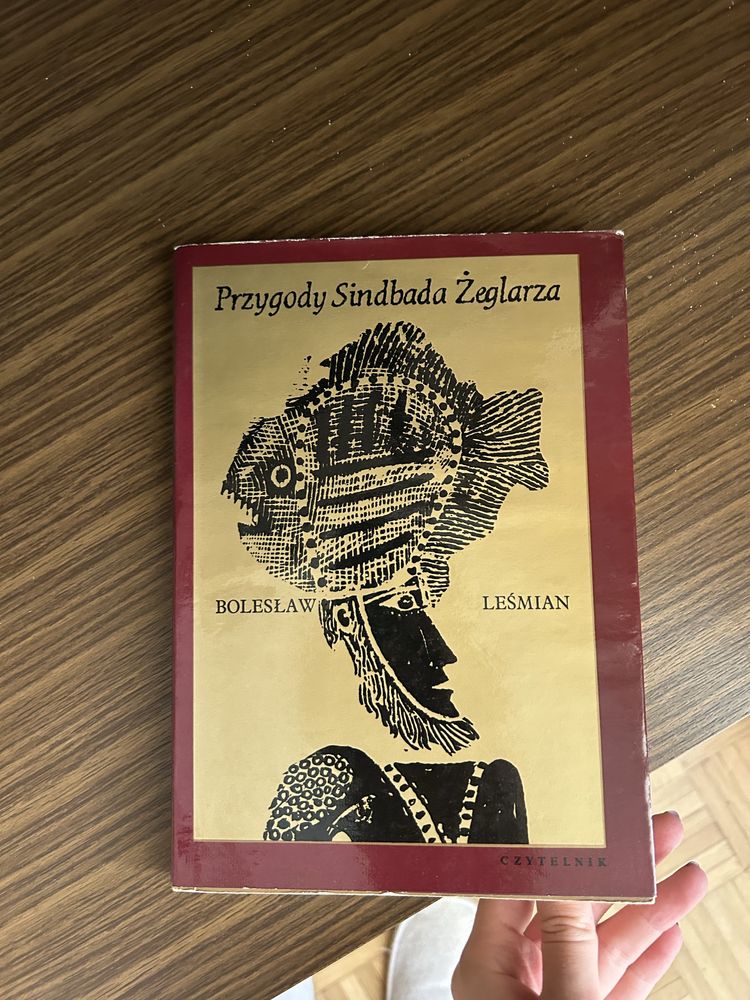 Przygody Sindbada Żeglarza
BOLESŁAW LEŚMIAN
CZYTELNIK